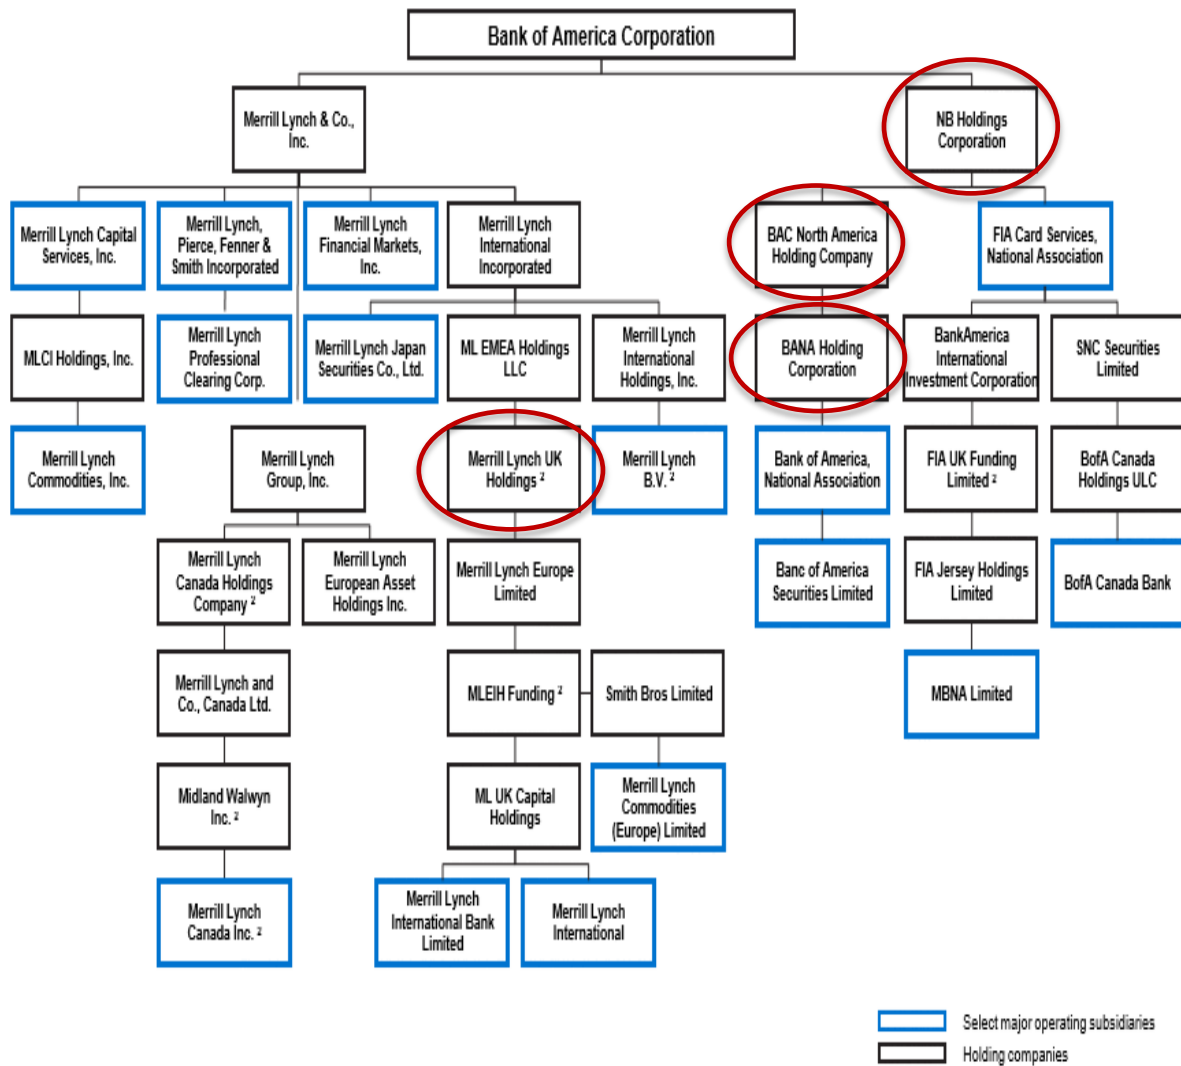 Bank of America Corporation
Merrill Lynch & Co.,
Inc.
NB Holdings
Corporation
Merrill Lynch Capital
Services, Inc.
Merrill Lynch,
Pierce, Fenner &
Smith Incorporated
Merrill Lynch
Financial Markets,
Inc.
Merrill Lynch
International
Incorporated
BAC North America
Holding Company
FIA Card Services,
National Association
MLCI Holdings, Inc.
Merrill Lynch
Professional
Clearing Corp.
Merrill Lynch Japan
Securities Co., Ltd.
ML EMEA Holdings
LLC
Merrill Lynch
International
Holdings, Inc.
BANA Holding
Corporation
BankAmerica
International
Investment Corporation
SNC Securities
Limited
Merrill Lynch
Commodities, Inc.
Merrill Lynch
Group, Inc.
Merrill Lynch UK
Holdings ²
Merrill Lynch
B.V. ²
Bank of America,
National Association
FIA UK Funding
Limited ²
BofA Canada
Holdings ULC
Merrill Lynch
Canada Holdings
Company ²
Merrill Lynch
European Asset
Holdings Inc.
Merrill Lynch Europe
Limited
Banc of America
Securities Limited
FIA Jersey Holdings
Limited
BofA Canada Bank
Merrill Lynch and
Co., Canada Ltd.
MLEIH Funding ²
Smith Bros Limited
MBNA Limited
Midland Walwyn
Inc. ²
ML UK Capital
Holdings
Merrill Lynch
Commodities
(Europe) Limited
Merrill Lynch
Canada Inc. ²
Merrill Lynch
International Bank
Limited
Merrill Lynch
International
Select major operating subsidiaries
Holding companies